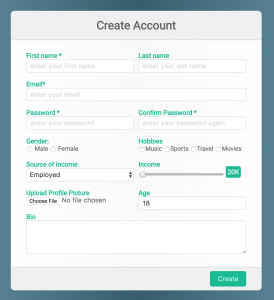 Create Account
First name * Last name
enter your first name enter your last name
Email*
enter your email
Password * Confirm Password *
enter your password enter your password again
Gender: Hobbies
Male Female Music Sports Travel Movies
Source of Income Income
Employed 20K
Upload Profile Picture Age
Choose File No file chosen 18
Bio
Create